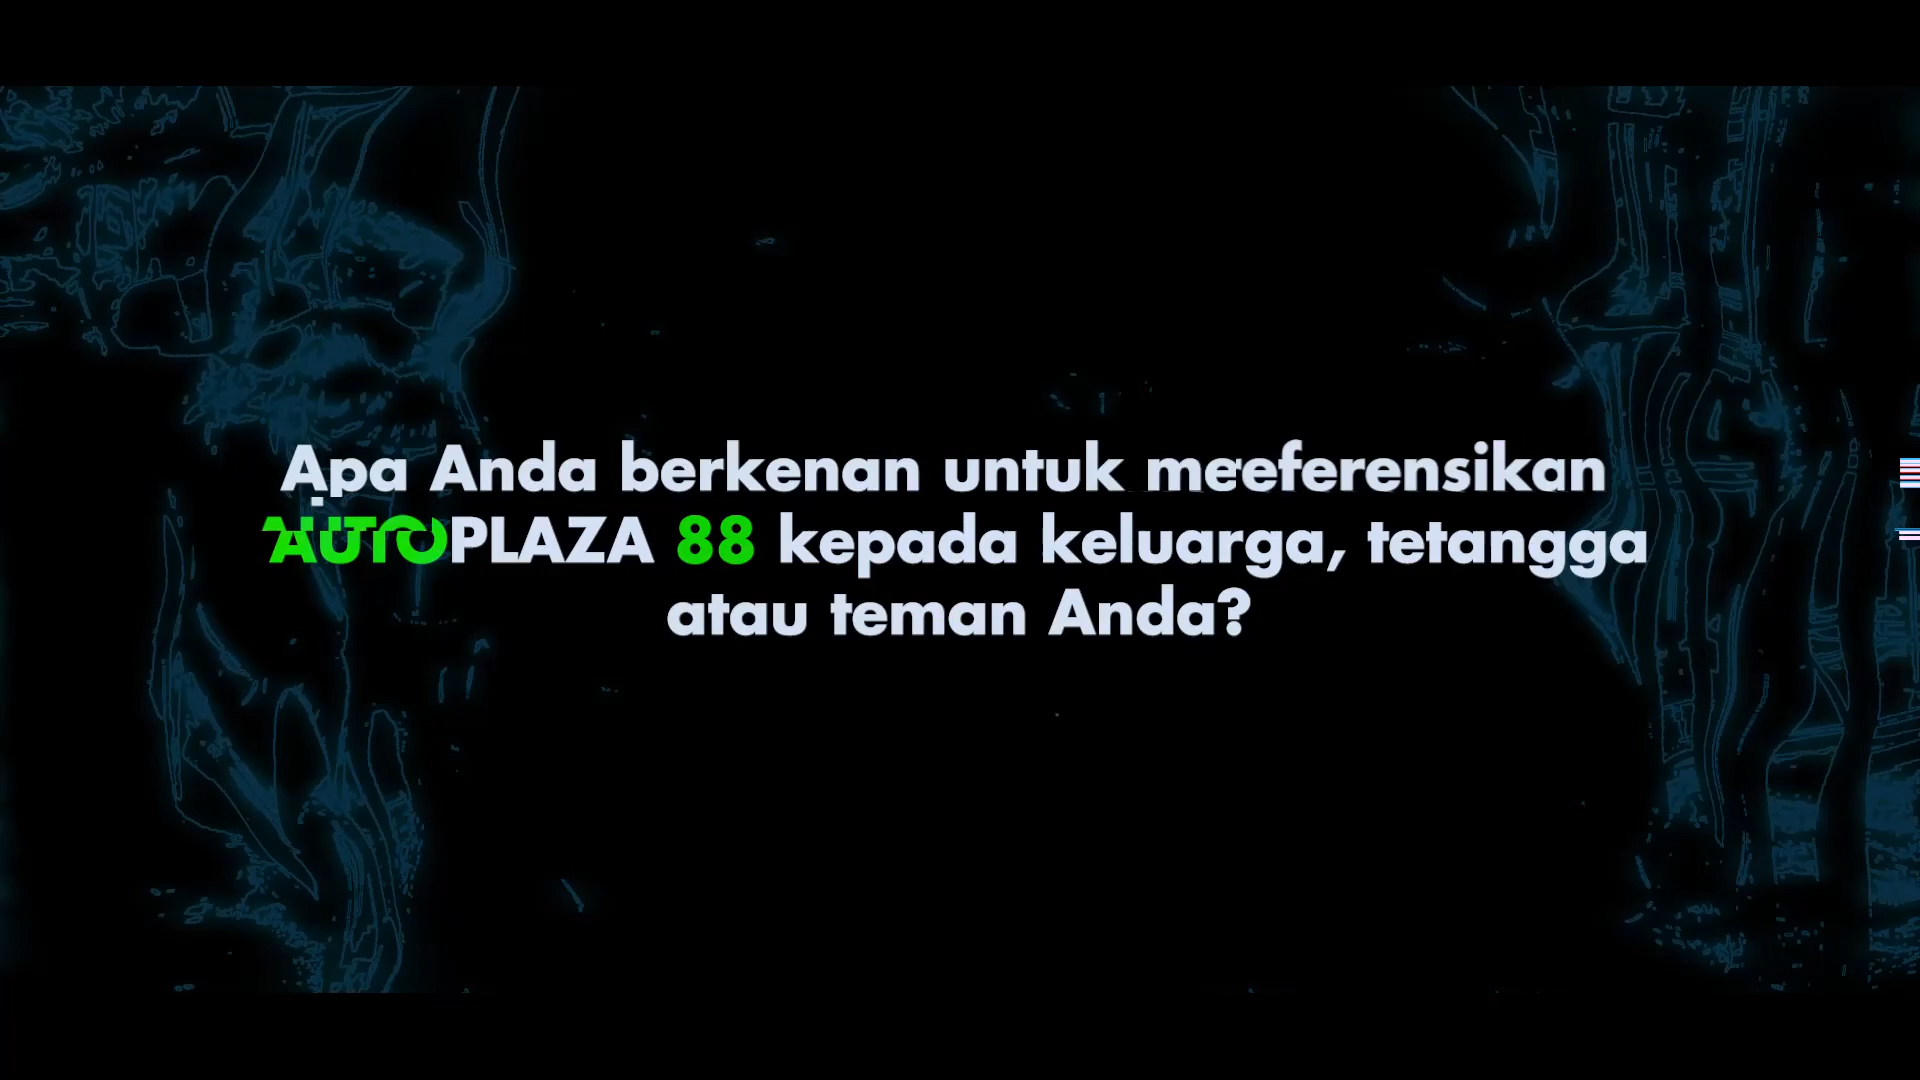 Apa Anda berkenan untuk meeferensikan
AUTOPLAZA 88 kepada keluarga, tetangga
atau teman Anda?